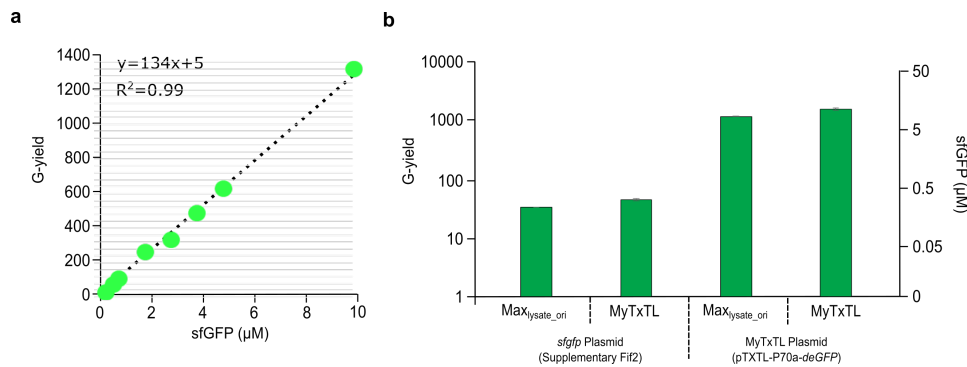 a
y=134x+5
R²=0.99
G-yield
1400
1200
1000
800
600
400
200
0
0 2 4 6 8 10
sfGFP (µM)
b
G-yield
10000
1000
100
10
1
50
5
0.5
0.05
0
sfGFP (µM)
Maxlysate_ori MyTxTL Maxlysate_ori MyTxTL
sfgfp Plasmid
(Supplementary Fif2)
MyTxTL Plasmid
(pTXTL-P70a-deGFP)